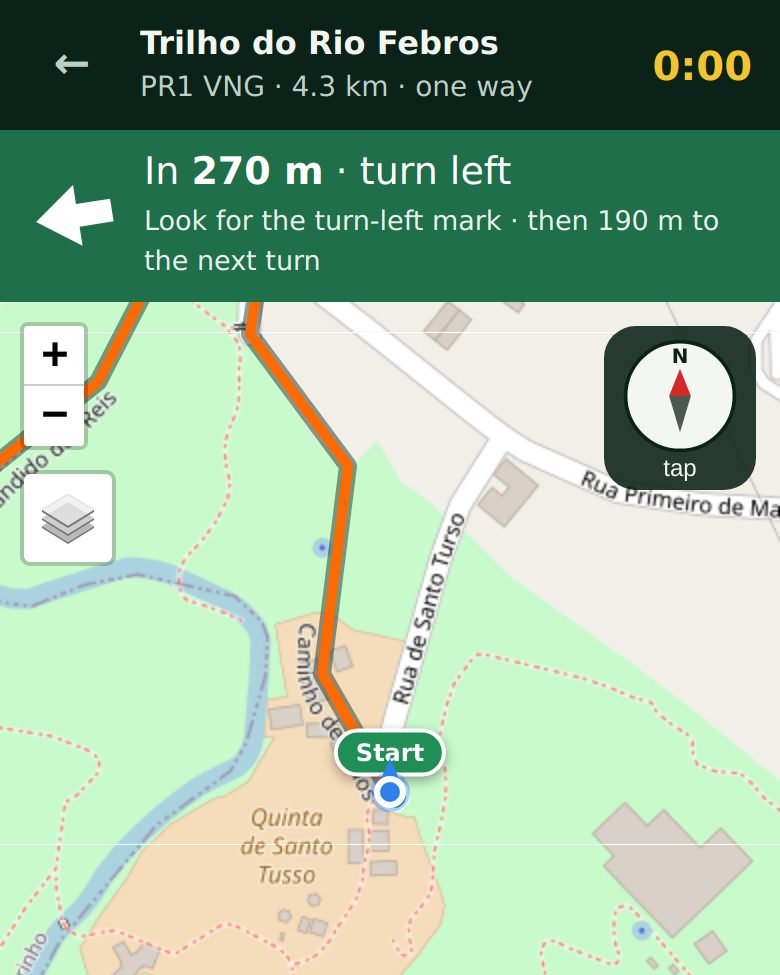 ←
Trilho do Rio Febros
PR1 VNG · 4.3 km · one way
0:00
In 270 m · turn left
Look for the turn-left mark · then 190 m to
the next turn
+
−
Reis
N
tap
Rua Primeiro de Ma
Rua de Santo Turso
Caminho de
Start
Quinta
de Santo
Tusso